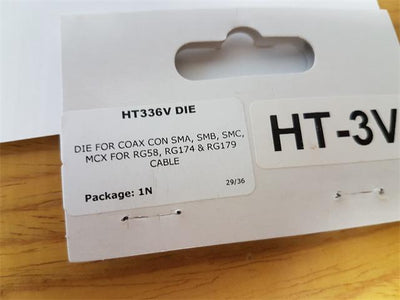 HT336V DIE
DIE FOR COAX CON SMA, SMB, SMC,
MCX FOR RG58, RG174 & RG179
CABLE
Package: 1N
29/36
HT-3V